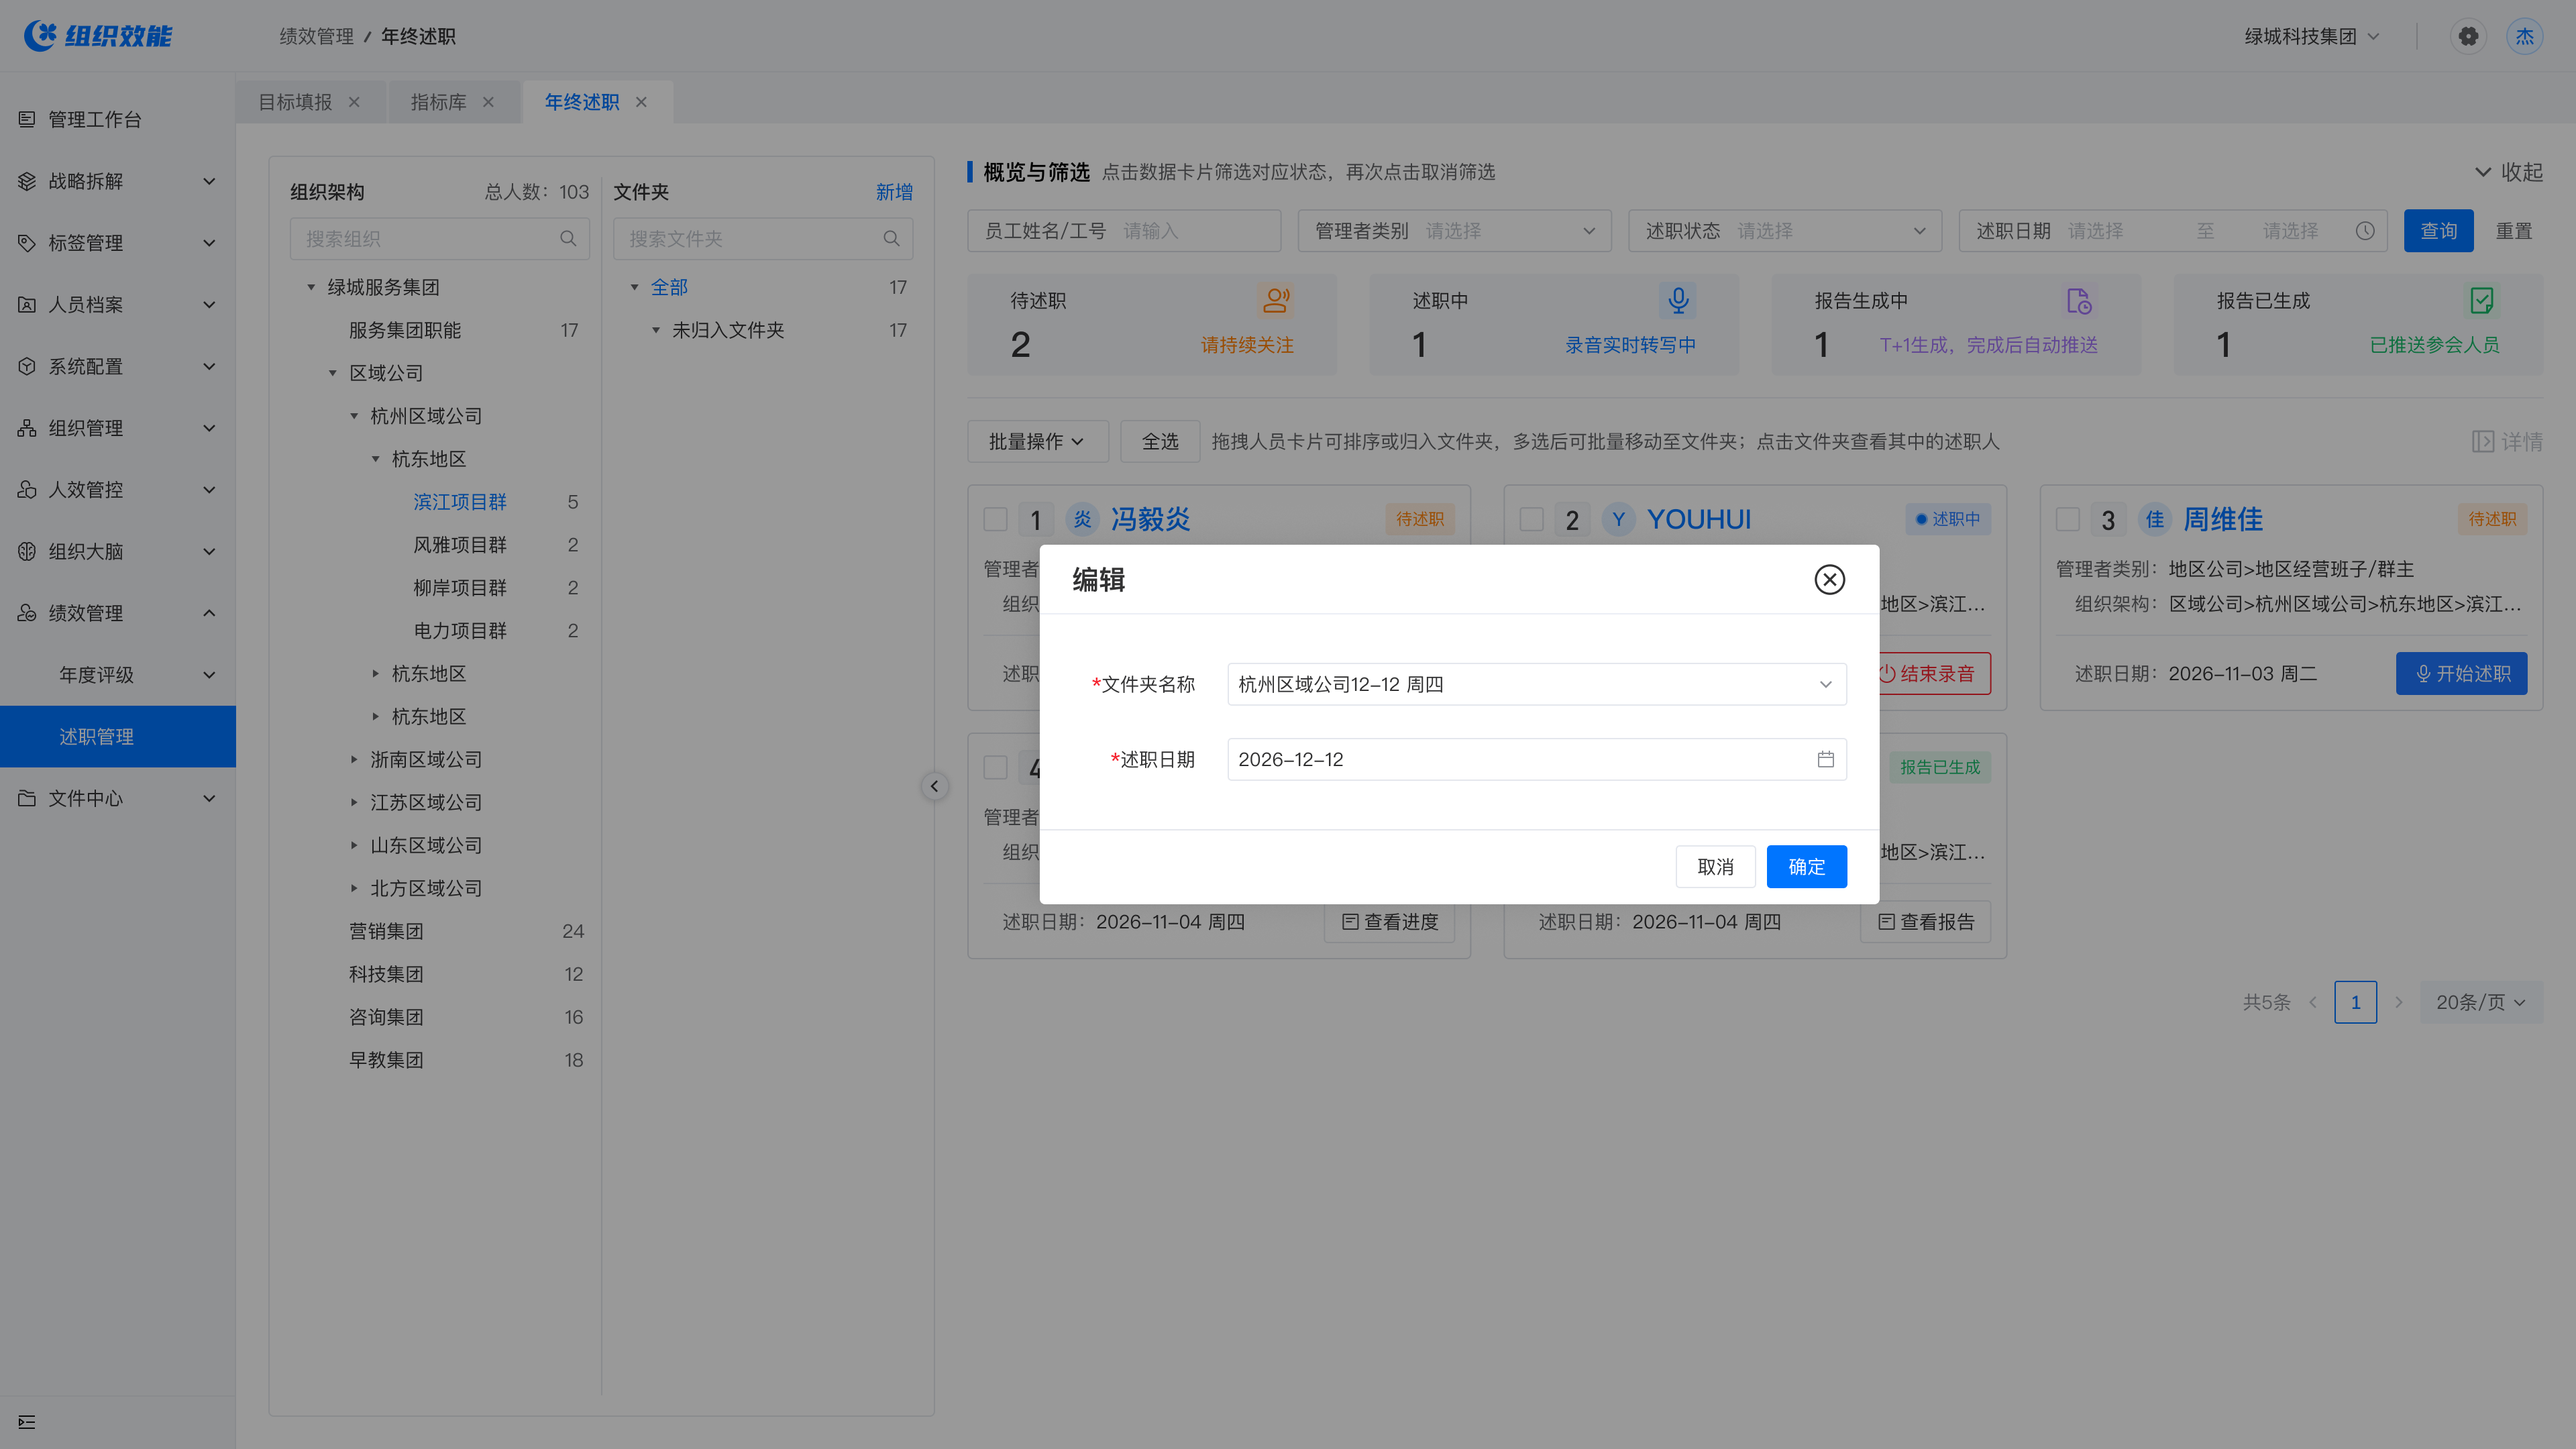 组织效能
绩效管理 / 年终述职
绿城科技集团
杰
管理工作台
战略拆解
标签管理
人员档案
系统配置
组织管理
人效管控
组织大脑
绩效管理
年度评级
述职管理
文件中心
目标填报
指标库
年终述职
组织架构 总人数：103
搜索组织
绿城服务集团
服务集团职能 17
区域公司
杭州区域公司
杭东地区
滨江项目群 5
风雅项目群 2
柳岸项目群 2
电力项目群 2
杭东地区
杭东地区
浙南区域公司
江苏区域公司
山东区域公司
北方区域公司
营销集团 24
科技集团 12
咨询集团 16
早教集团 18
文件夹 新增
搜索文件夹
全部 17
未归入文件夹 17
概览与筛选 点击数据卡片筛选对应状态，再次点击取消筛选 收起
员工姓名/工号 请输入 管理者类别 请选择 述职状态 请选择 述职日期 请选择 至 请选择 查询 重置
待述职
2 请持续关注
述职中
1 录音实时转写中
报告生成中
1 T+1生成，完成后自动推送
报告已生成
1 已推送参会人员
批量操作 全选 拖拽人员卡片可排序或归入文件夹，多选后可批量移动至文件夹；点击文件夹查看其中的述职人 详情
1 炎 冯毅炎 待述职
管理者
组织
述职
2 Y YOUHUI 述职中
地区>滨江...
结束录音
3 佳 周维佳 待述职
管理者类别：地区公司>地区经营班子/群主
组织架构：区域公司>杭州区域公司>杭东地区>滨江...
述职日期：2026-11-03 周二 开始述职
4
管理者
组织
述职日期：2026-11-04 周四 查看进度
报告已生成
地区>滨江...
述职日期：2026-11-04 周四 查看报告
共5条 1 20条/页
编辑
*文件夹名称 杭州区域公司12-12 周四
*述职日期 2026-12-12
取消 确定